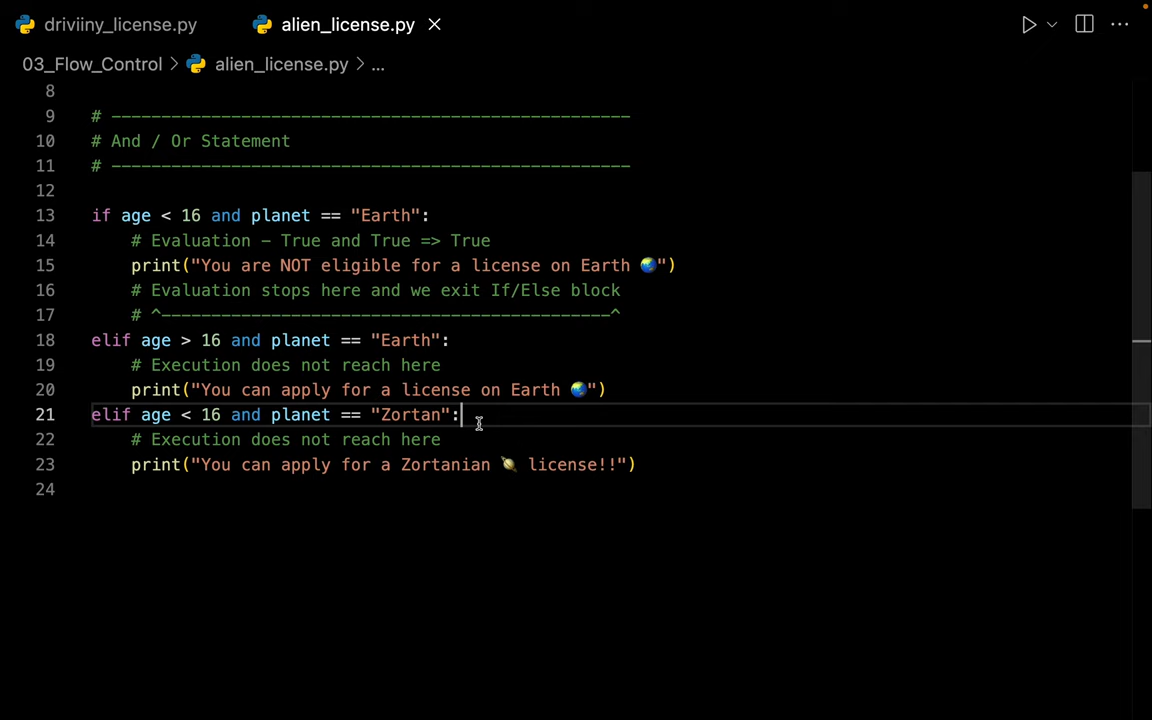 driviiny_license.py alien_license.py
03_Flow_Control > alien_license.py > ...
8
9 # -------------------------------------------------
10 # And / Or Statement
11 # -------------------------------------------------
12
13 if age < 16 and planet == "Earth":
14 # Evaluation - True and True => True
15 print("You are NOT eligible for a license on Earth 🌏")
16 # Evaluation stops here and we exit If/Else block
17 # ^---------------------------------------------^
18 elif age > 16 and planet == "Earth":
19 # Execution does not reach here
20 print("You can apply for a license on Earth 🌏")
21 elif age < 16 and planet == "Zortan":
22 # Execution does not reach here
23 print("You can apply for a Zortanian 🪐 license!!")
24